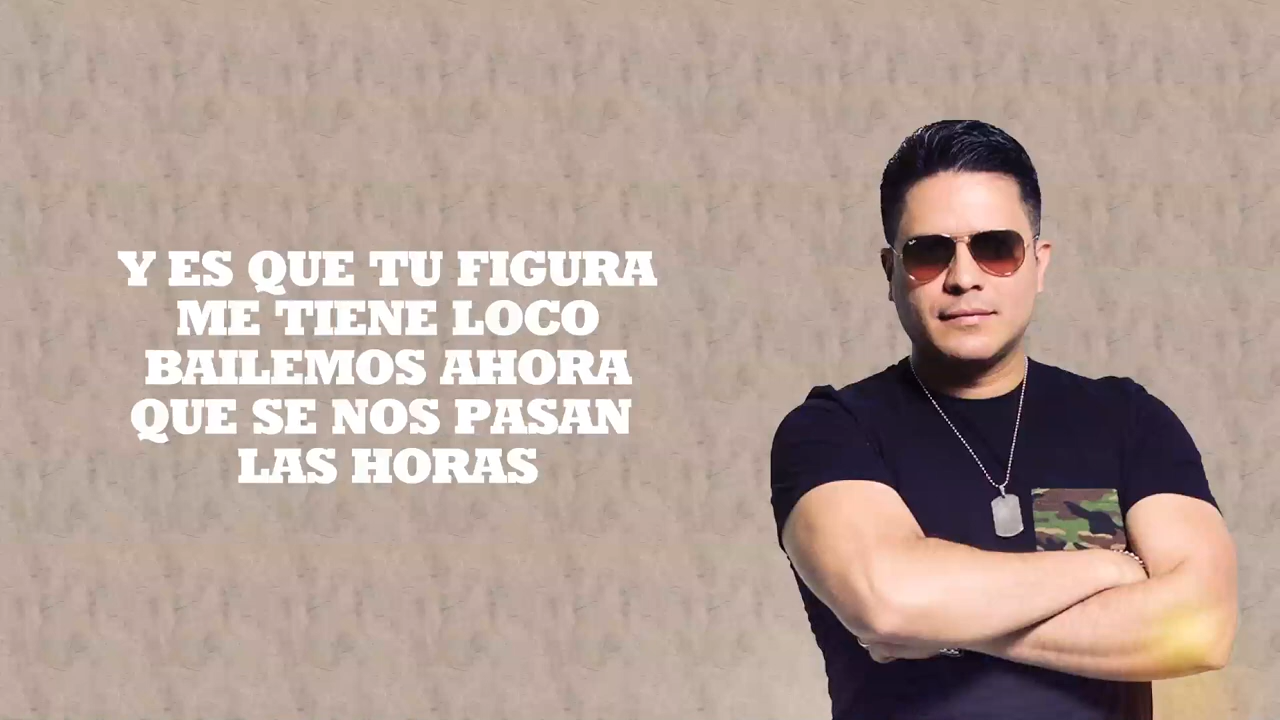 Y ES QUE TU FIGURA
ME TIENE LOCO
BAILEMOS AHORA
QUE SE NOS PASAN
LAS HORAS